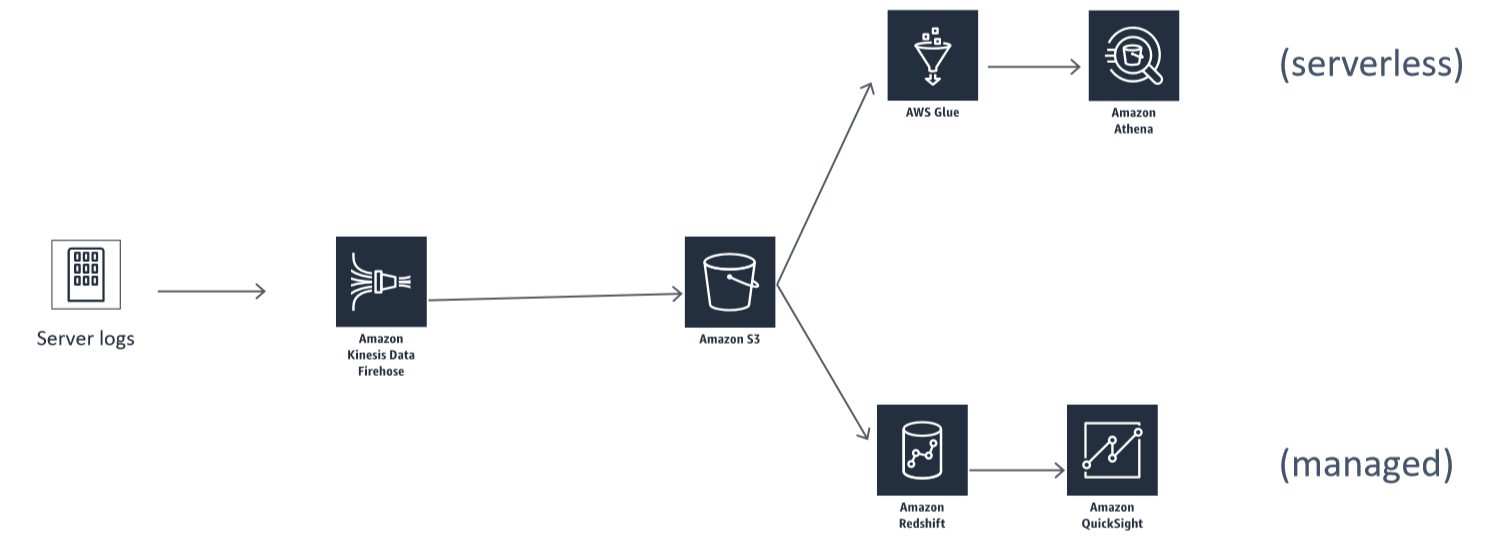 AWS Glue
Amazon
Athena
(serverless)
Server logs
Amazon
Kinesis Data
Firehose
Amazon S3
Amazon
Redshift
Amazon
QuickSight
(managed)